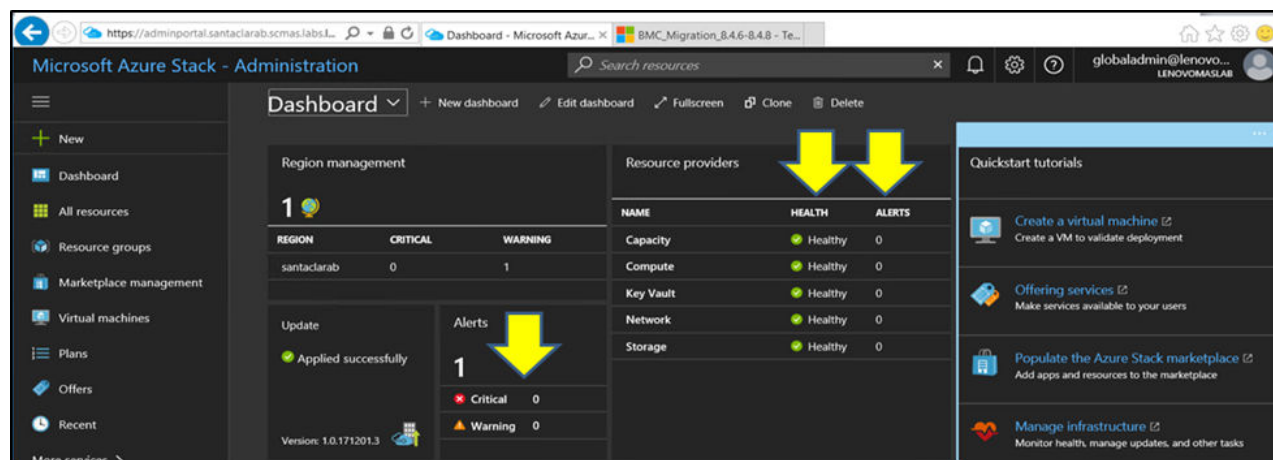 https://adminportal.santaclarab.scmas.labs.l...
Dashboard - Microsoft Azur...
BMC_Migration_8.4.6-8.4.8 - Te...
Microsoft Azure Stack - Administration
Search resources
globaladmin@lenovo...
LENOVOMASLAB
Dashboard
New dashboard
Edit dashboard
Fullscreen
Clone
Delete
New
Dashboard
All resources
Resource groups
Marketplace management
Virtual machines
Plans
Offers
Recent
More services
Region management
1
REGION CRITICAL WARNING
santaclarab 0 1
Update
Applied successfully
Version: 1.0.171201.3
Alerts
1
Critical 0
Warning 0
Resource providers
NAME HEALTH ALERTS
Capacity Healthy 0
Compute Healthy 0
Key Vault Healthy 0
Network Healthy 0
Storage Healthy 0
Quickstart tutorials
Create a virtual machine
Create a VM to validate deployment
Offering services
Make services available to your users
Populate the Azure Stack marketplace
Add apps and resources to the marketplace
Manage infrastructure
Monitor health, manage updates, and other tasks